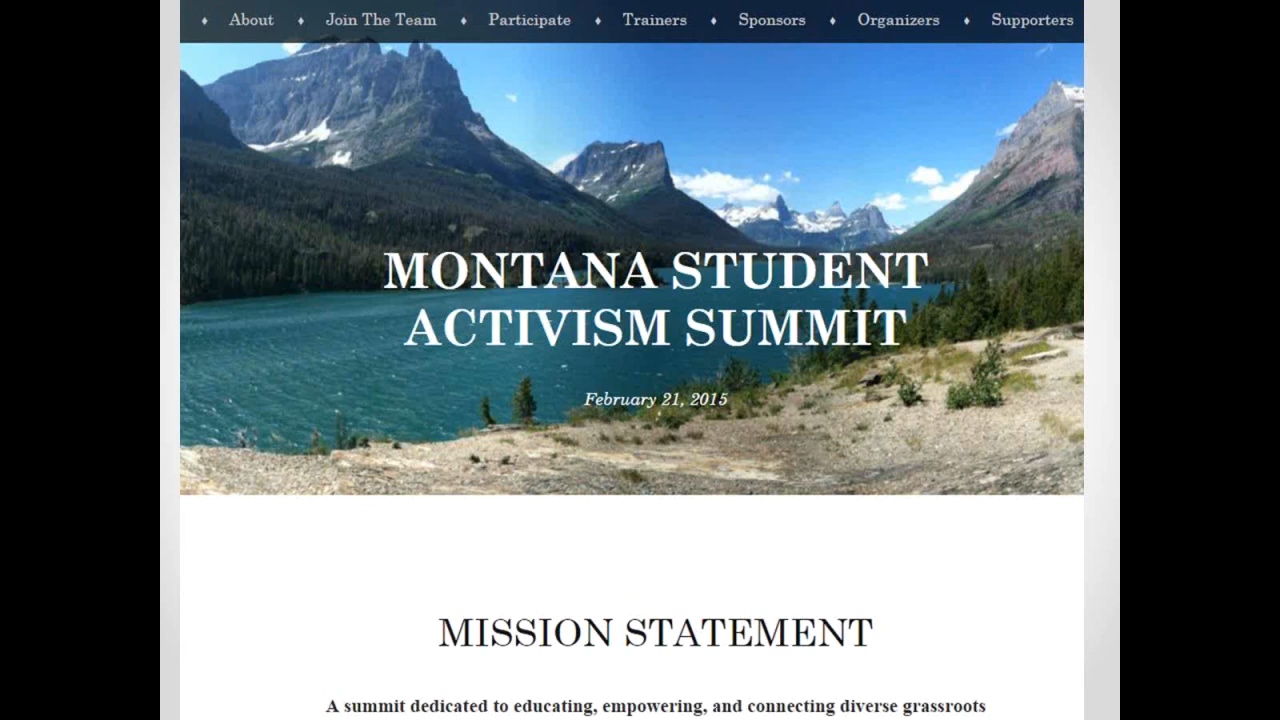 ♦ About ♦ Join The Team ♦ Participate ♦ Trainers ♦ Sponsors ♦ Organizers ♦ Supporters
MONTANA STUDENT
ACTIVISM SUMMIT
February 21, 2015
MISSION STATEMENT
A summit dedicated to educating, empowering, and connecting diverse grassroots